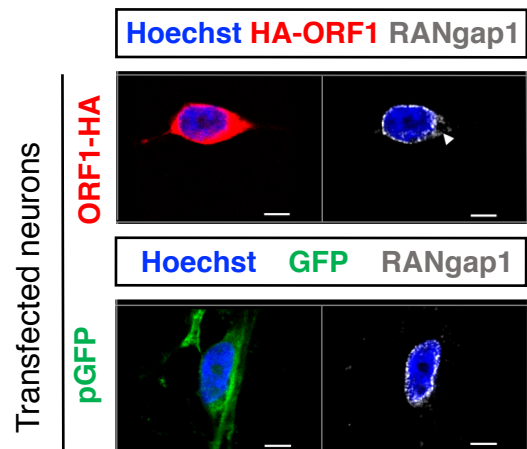 Hoechst HA-ORF1 RANgap1
Transfected neurons
ORF1-HA
Hoechst GFP RANgap1
pGFP